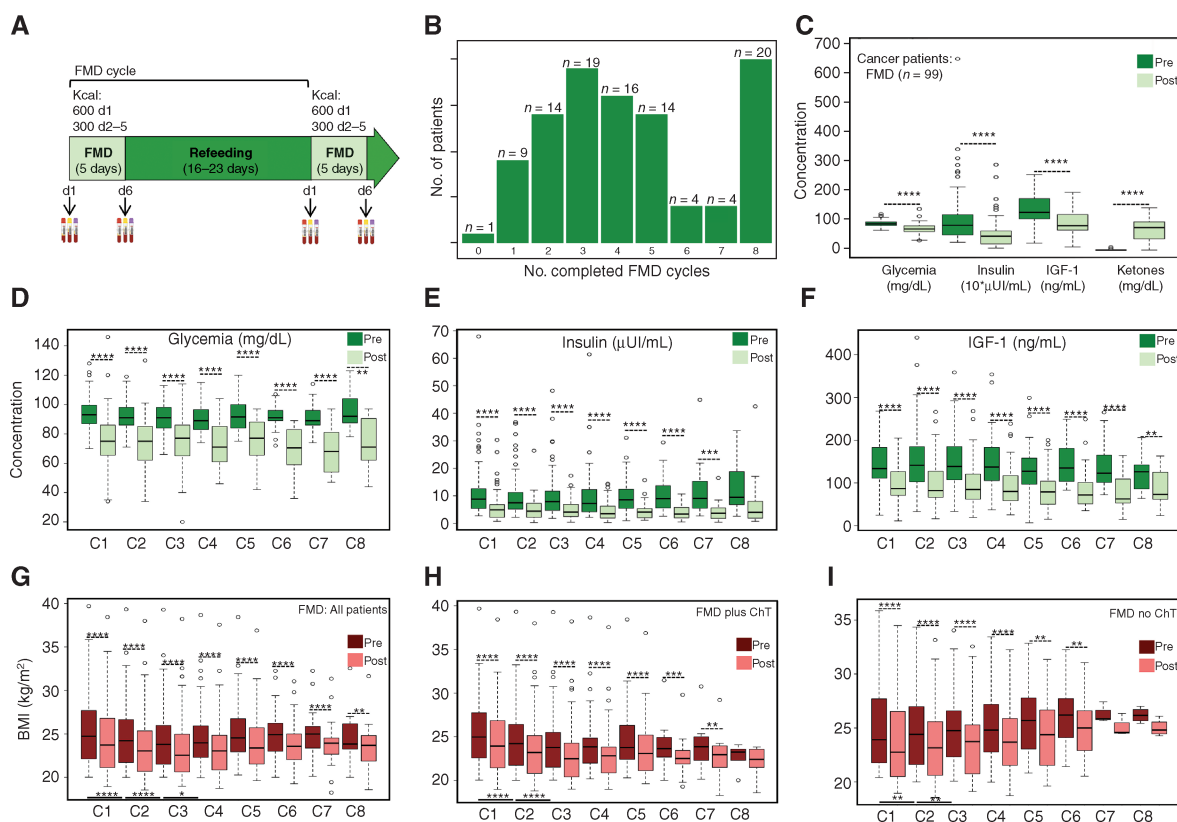 A
FMD cycle
Kcal:
600 d1
300 d2–5
Kcal:
600 d1
300 d2–5
FMD
(5 days)
Refeeding
(16–23 days)
FMD
(5 days)
d1
d6
d1
d6
B
No. of patients
n = 1
n = 9
n = 14
n = 19
n = 16
n = 14
n = 4
n = 4
n = 20
0 1 2 3 4 5 6 7 8
No. completed FMD cycles
C
Concentration
700
600
500
400
300
200
100
0
Cancer patients:
FMD (n = 99)
Pre
Post
****
****
****
****
Glycemia
(mg/dL)
Insulin
(10*μUI/mL)
IGF-1
(ng/mL)
Ketones
(mg/dL)
D
Glycemia (mg/dL)
Pre
Post
Concentration
140
120
100
80
60
40
20
**** **** **** **** **** **** **** **
C1 C2 C3 C4 C5 C6 C7 C8
E
Insulin (μUI/mL)
Pre
Post
70
60
50
40
30
20
10
0
**** **** **** **** **** **** ***
C1 C2 C3 C4 C5 C6 C7 C8
F
IGF-1 (ng/mL)
Pre
Post
400
300
200
100
0
**** **** **** **** **** **** **** **
C1 C2 C3 C4 C5 C6 C7 C8
G
FMD: All patients
Pre
Post
BMI (kg/m²)
40
35
30
25
20
**** **** **** **** **** **** **** **
**** **** *
C1 C2 C3 C4 C5 C6 C7 C8
H
FMD plus ChT
Pre
Post
40
35
30
25
20
**** **** **** **** **** *** **
**** ****
C1 C2 C3 C4 C5 C6 C7 C8
I
FMD no ChT
Pre
Post
35
30
25
20
**** **** **** **** ** **
** **
C1 C2 C3 C4 C5 C6 C7 C8